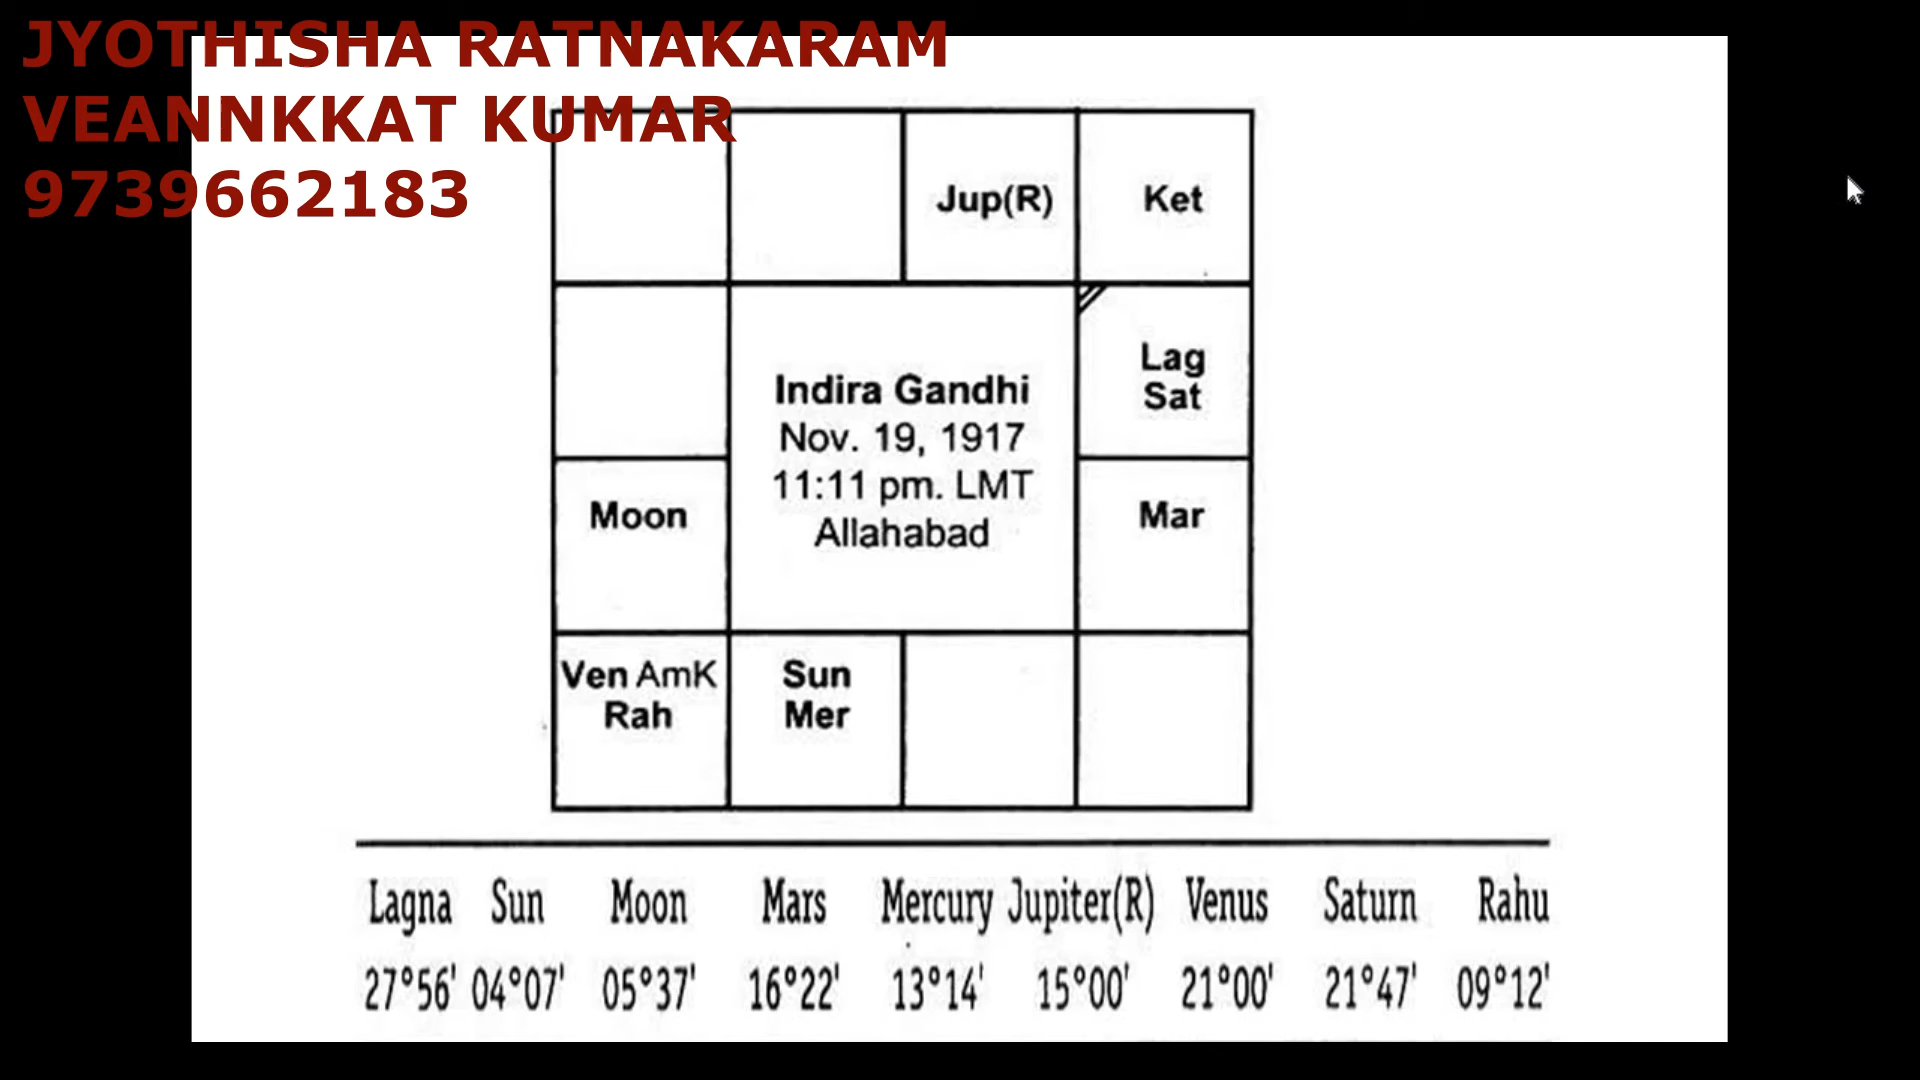 JYOTHISHA RATNAKARAM
VEANNKKAT KUMAR
9739662183
Jup(R)
Ket
Lag
Sat
Indira Gandhi
Nov. 19, 1917
11:11 pm. LMT
Allahabad
Moon
Mar
Ven AmK
Rah
Sun
Mer
Lagna Sun Moon Mars Mercury Jupiter(R) Venus Saturn Rahu
27°56' 04°07' 05°37' 16°22' 13°14' 15°00' 21°00' 21°47' 09°12'